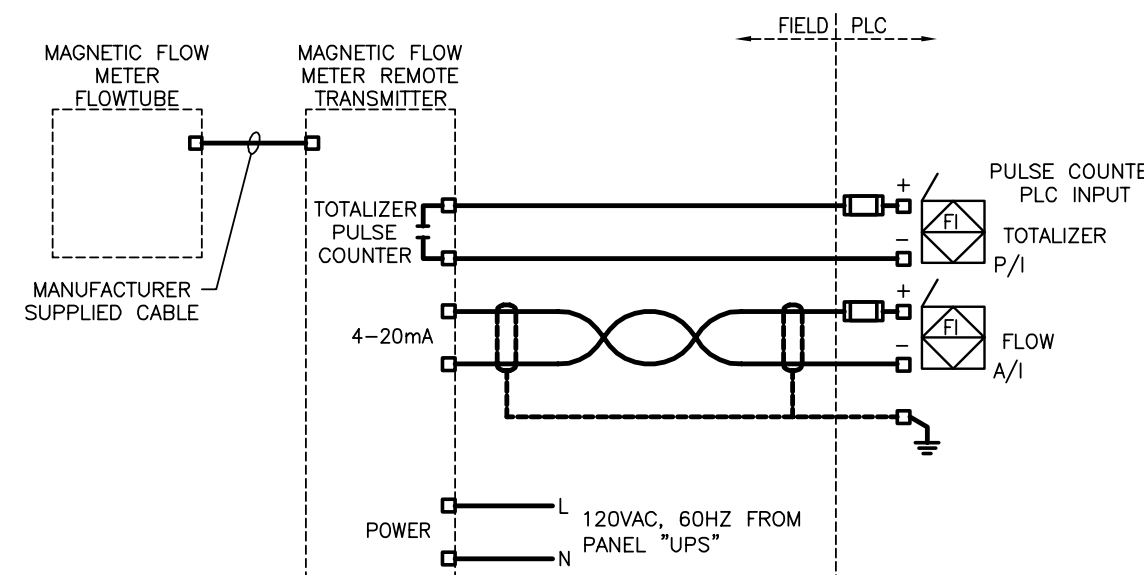 FIELD PLC
MAGNETIC FLOW
METER
FLOWTUBE
MAGNETIC FLOW
METER REMOTE
TRANSMITTER
PULSE COUNTE
PLC INPUT
+
FI
TOTALIZER
PULSE
COUNTER
TOTALIZER
−
P/I
MANUFACTURER
SUPPLIED CABLE
+
FI
4−20mA
FLOW
−
A/I
L
POWER
120VAC, 60HZ FROM
PANEL "UPS"
N